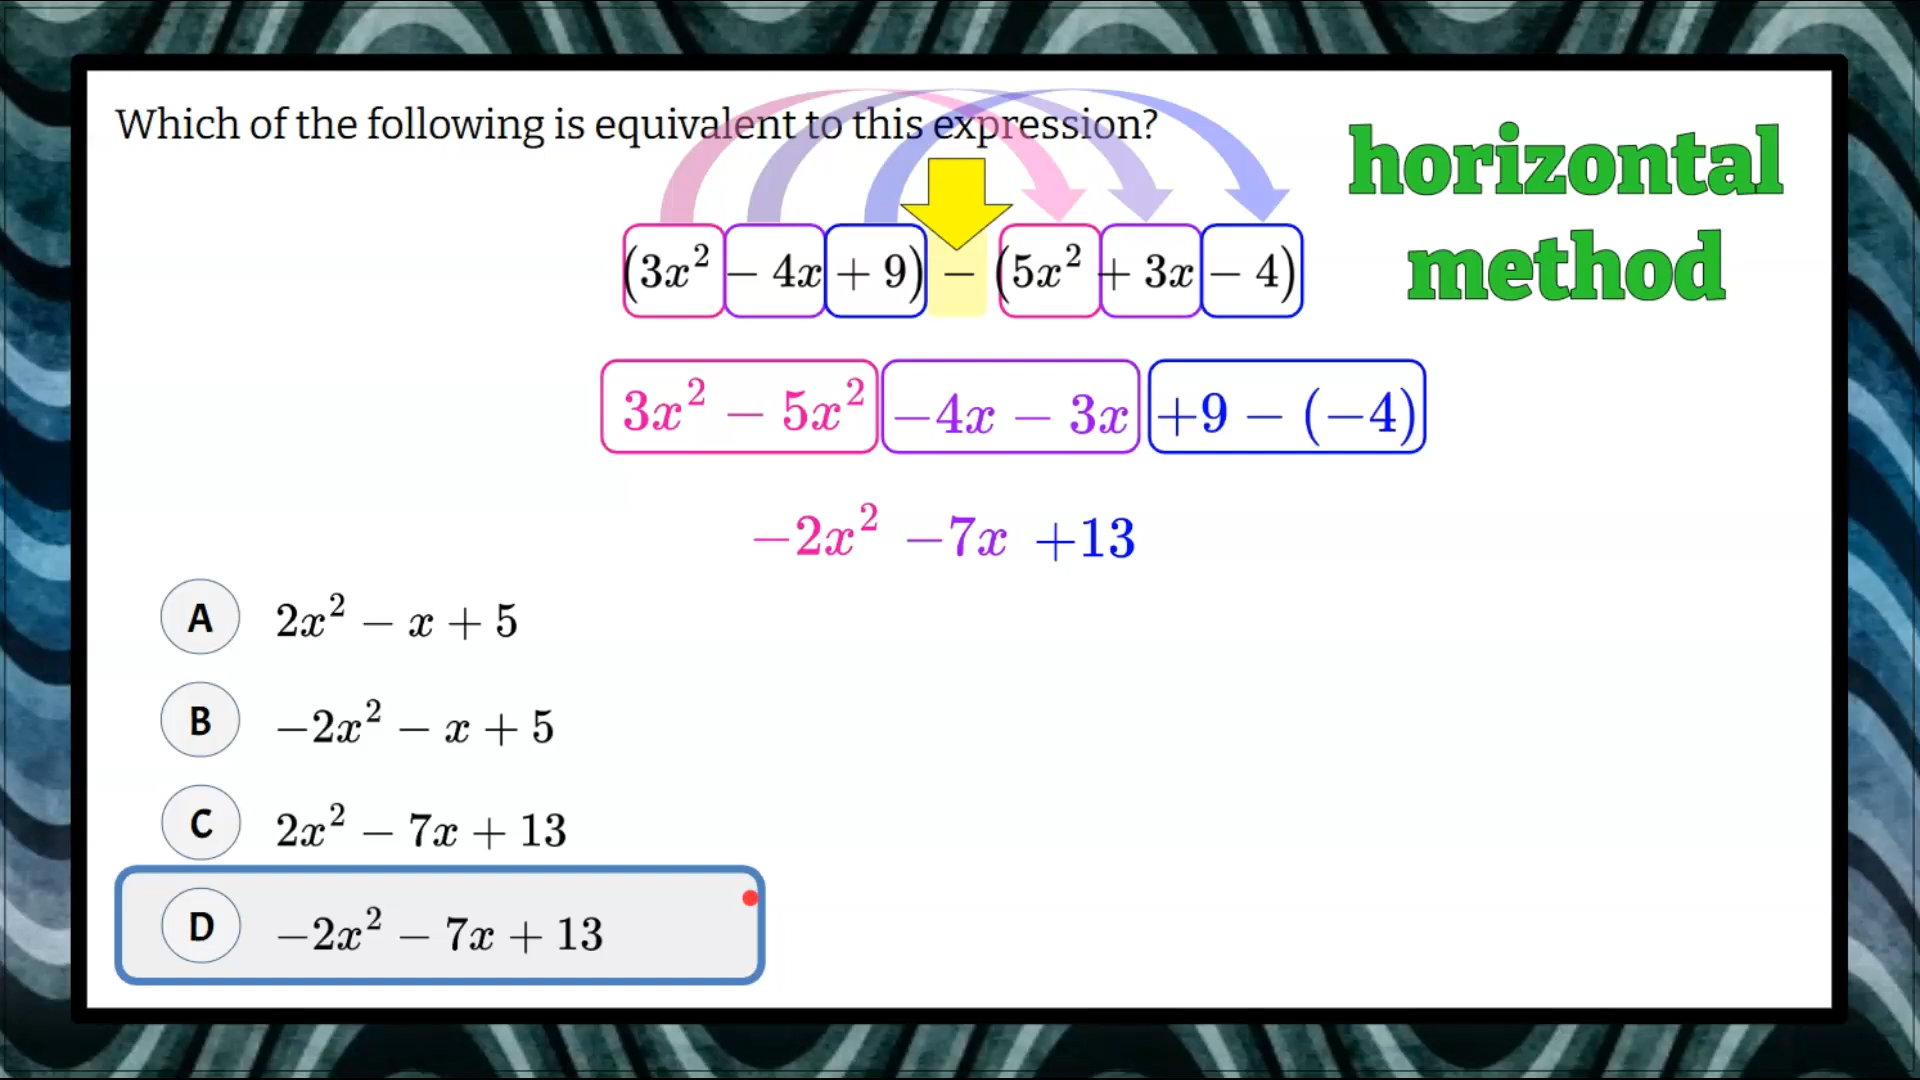 Which of the following is equivalent to this expression?
horizontal
method
(3x² − 4x + 9) − (5x² + 3x − 4)
3x² − 5x² −4x − 3x +9 − (−4)
−2x² −7x +13
A 2x² − x + 5
B −2x² − x + 5
C 2x² − 7x + 13
D −2x² − 7x + 13